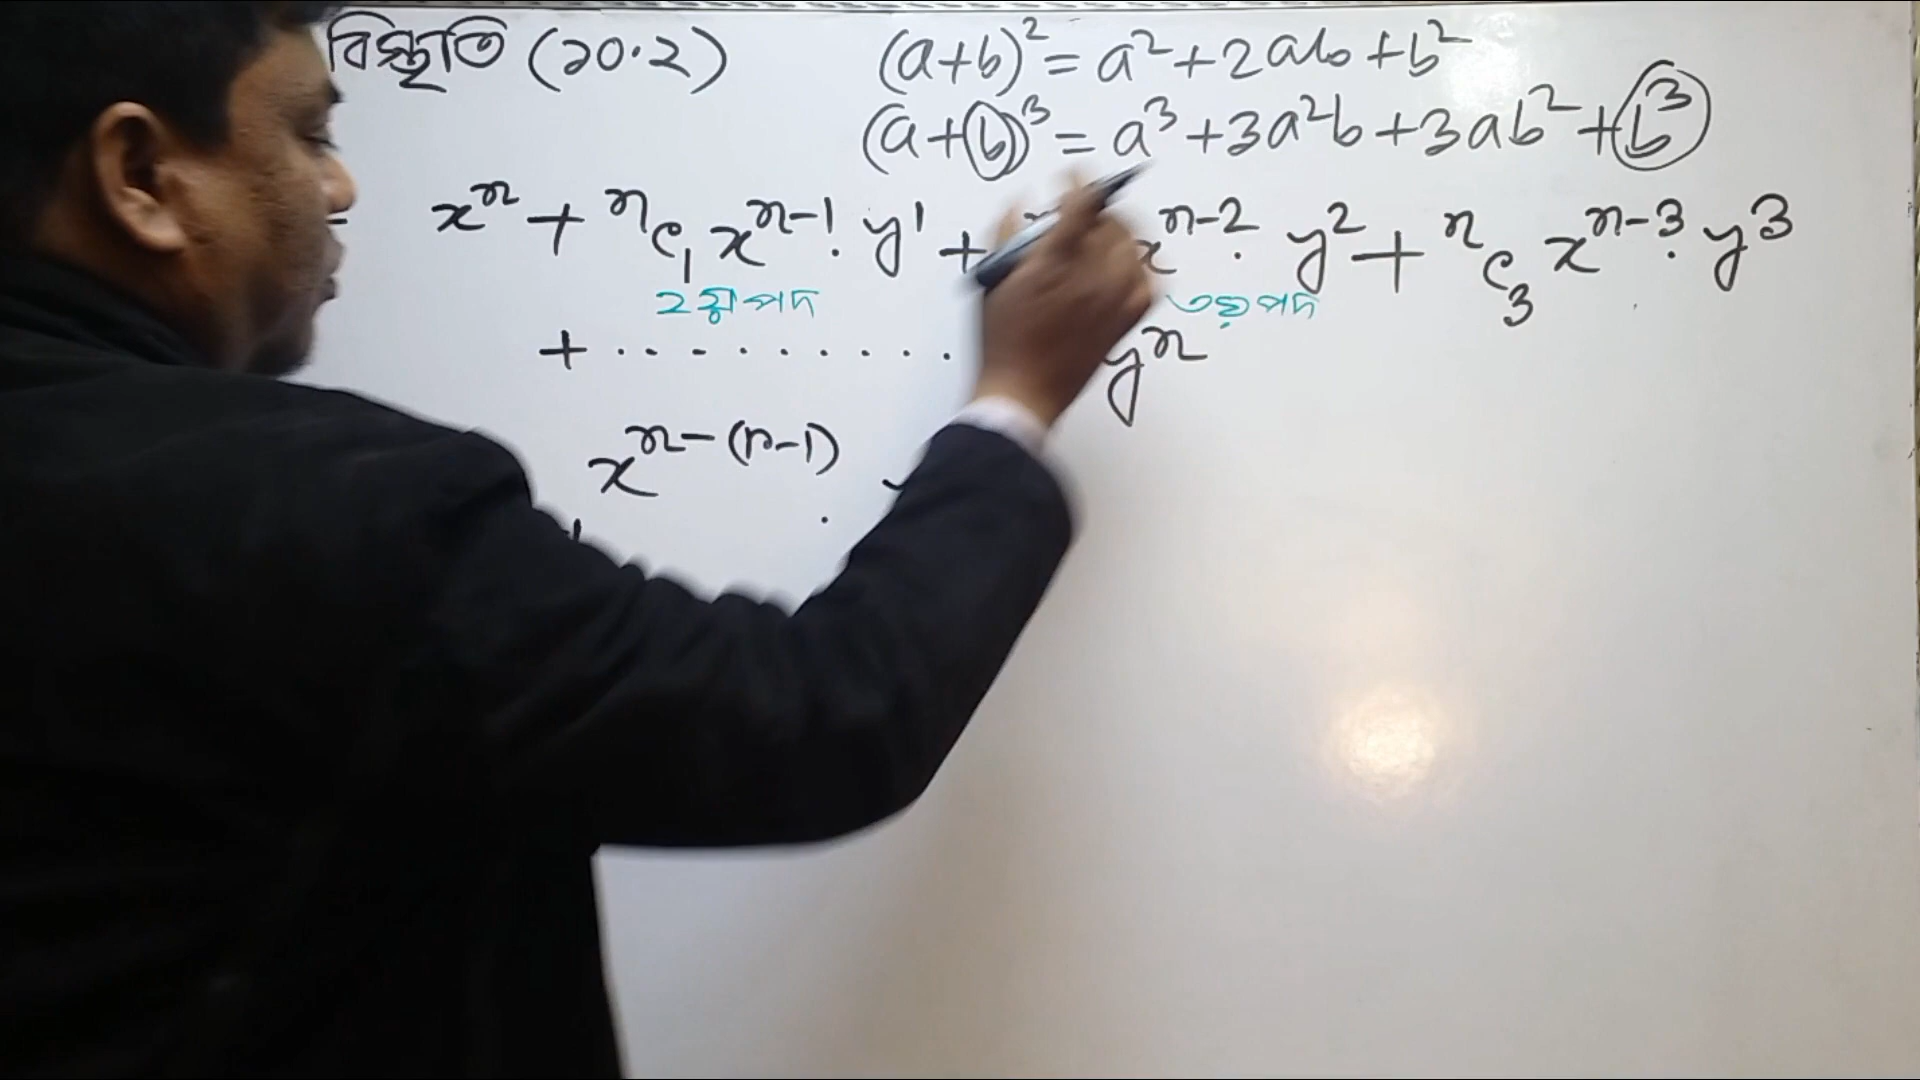 বিস্তৃতি (১০·২) (a+b)² = a² + 2ab + b²
(a+b)³ = a³ + 3a²b + 3ab² + b³
= xⁿ + ⁿc₁ xⁿ⁻¹· y¹ + xⁿ⁻²· y² + ⁿc₃ xⁿ⁻³· y³
২য় পদ ৩য় পদ
+ · · · · · · · · · yⁿ
xⁿ⁻⁽ⁿ⁻¹⁾